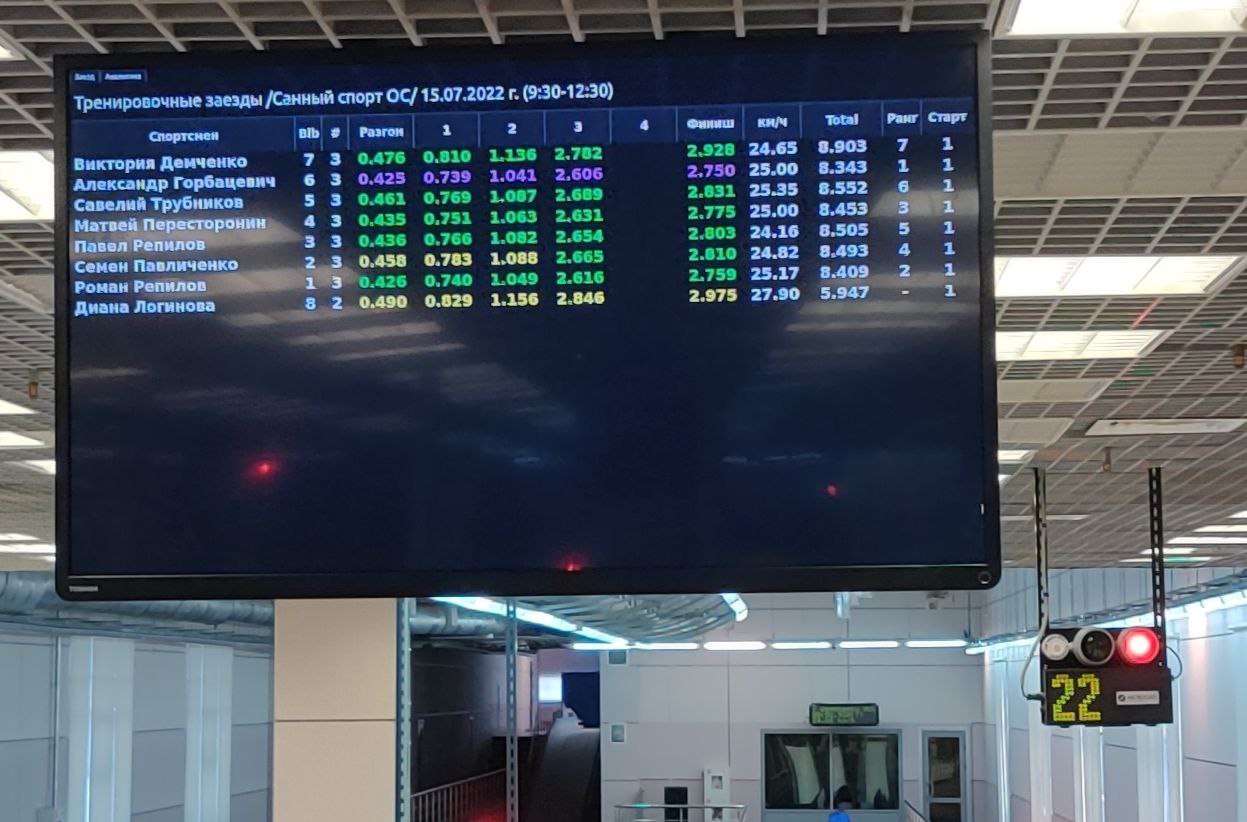 Заезд Аналитика
Тренировочные заезды /Санный спорт ОС/ 15.07.2022 г. (9:30-12:30)
Спортсмен Bib # Разгон 1 2 3 4 Финиш км/ч Total Ранг Старт
Виктория Демченко 7 3 0.476 0.810 1.136 2.782 2.928 24.65 8.903 7 1
Александр Горбацевич 6 3 0.425 0.739 1.041 2.606 2.750 25.00 8.343 1 1
Савелий Трубников 5 3 0.461 0.769 1.087 2.689 2.831 25.35 8.552 6 1
Матвей Пересторонин 4 3 0.435 0.751 1.063 2.631 2.775 25.00 8.453 3 1
Павел Репилов 3 3 0.436 0.766 1.082 2.654 2.803 24.16 8.505 5 1
Семен Павличенко 2 3 0.458 0.783 1.088 2.665 2.810 24.82 8.493 4 1
Роман Репилов 1 3 0.426 0.740 1.049 2.616 2.759 25.17 8.409 2 1
Диана Логинова 8 2 0.490 0.829 1.156 2.846 2.975 27.90 5.947 - 1
TOSHIBA
22